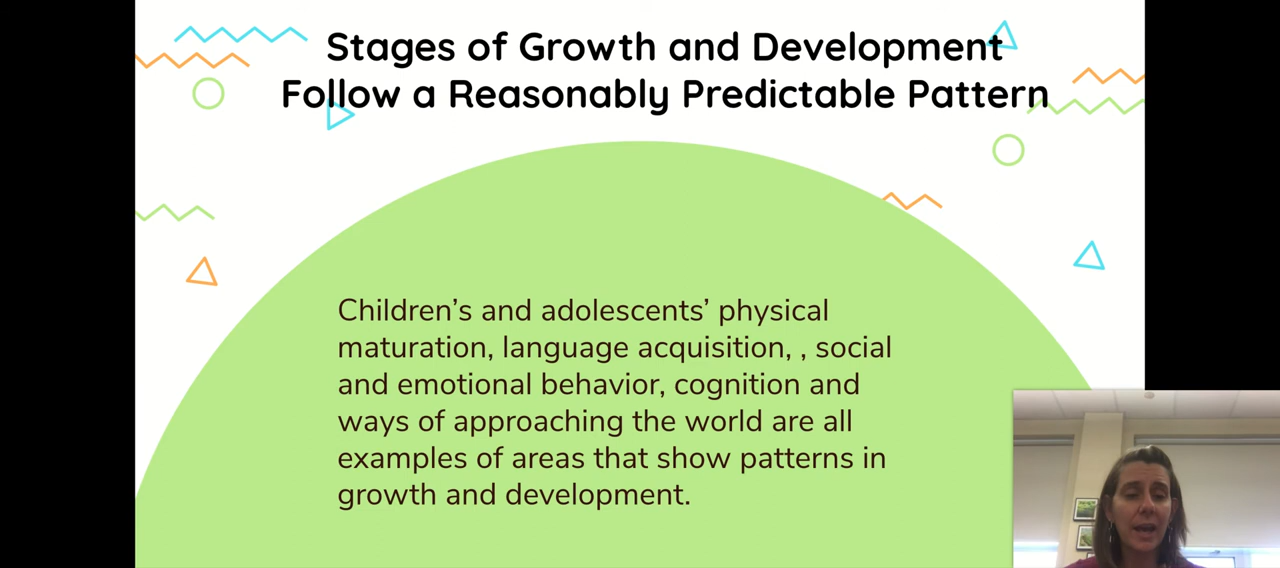 Stages of Growth and Development
Follow a Reasonably Predictable Pattern
Children’s and adolescents’ physical
maturation, language acquisition, , social
and emotional behavior, cognition and
ways of approaching the world are all
examples of areas that show patterns in
growth and development.